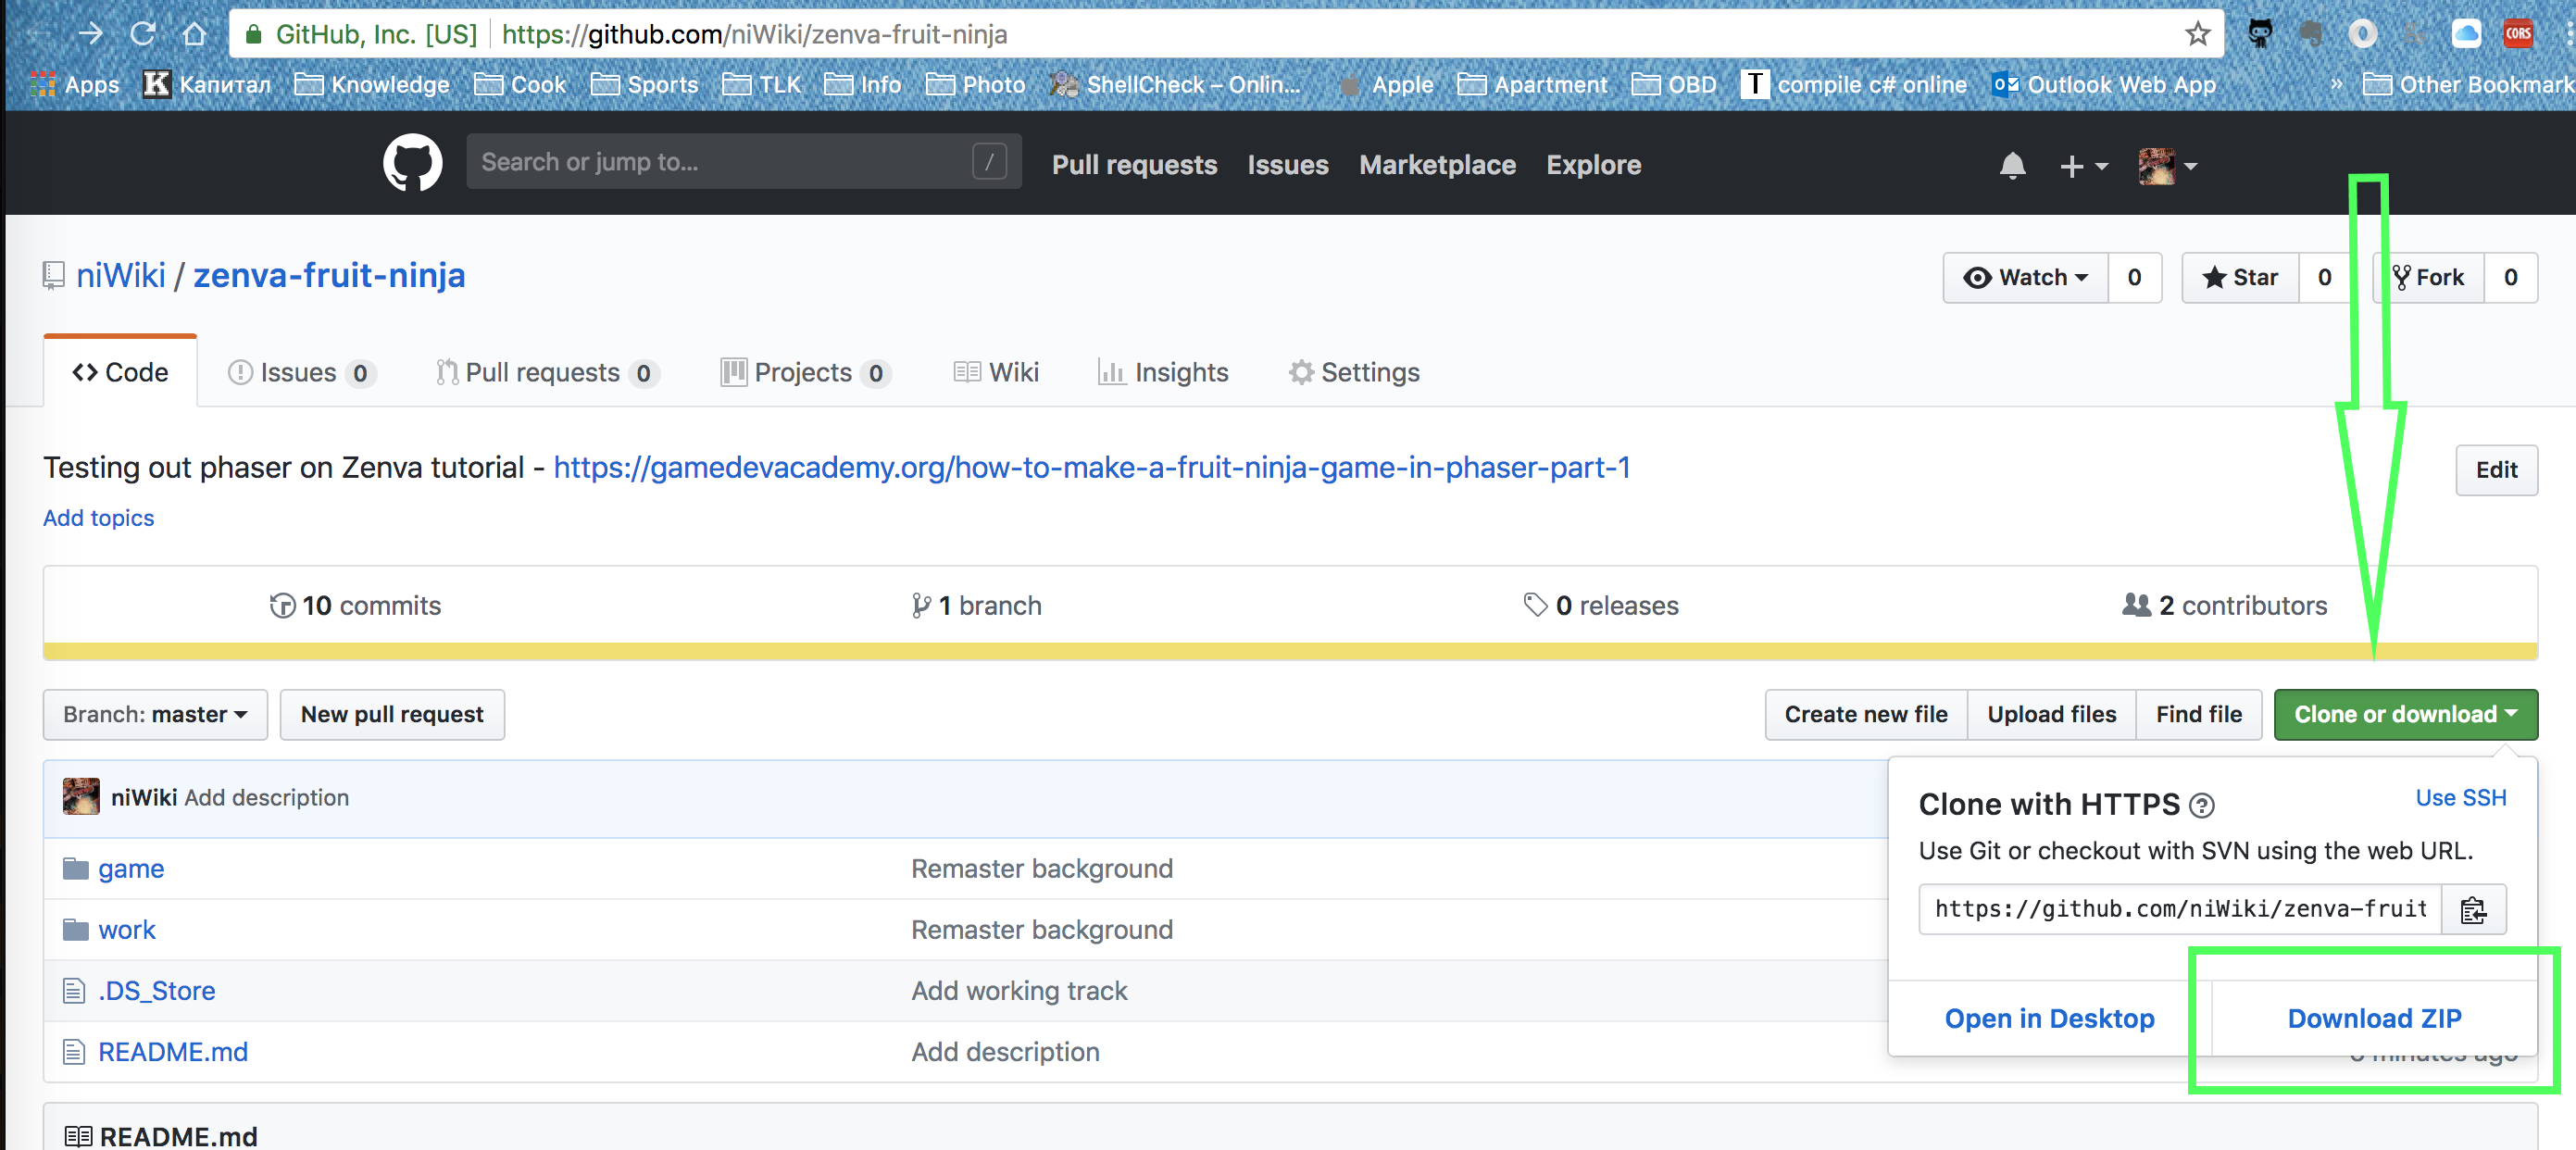 GitHub, Inc. [US] https://github.com/niWiki/zenva-fruit-ninja
CORS
Apps Капитал Knowledge Cook Sports TLK Info Photo ShellCheck – Onlin... Apple Apartment OBD T compile c# online Outlook Web App » Other Bookmark
Search or jump to... / Pull requests Issues Marketplace Explore
niWiki / zenva-fruit-ninja
Watch 0 Star 0 Fork 0
Code Issues 0 Pull requests 0 Projects 0 Wiki Insights Settings
Testing out phaser on Zenva tutorial - https://gamedevacademy.org/how-to-make-a-fruit-ninja-game-in-phaser-part-1
Edit
Add topics
10 commits 1 branch 0 releases 2 contributors
Branch: master New pull request Create new file Upload files Find file Clone or download
niWiki Add description
game Remaster background
work Remaster background
.DS_Store Add working track
README.md Add description
Clone with HTTPS ? Use SSH
Use Git or checkout with SVN using the web URL.
https://github.com/niWiki/zenva-fruit
Open in Desktop Download ZIP
minutes ago
README.md